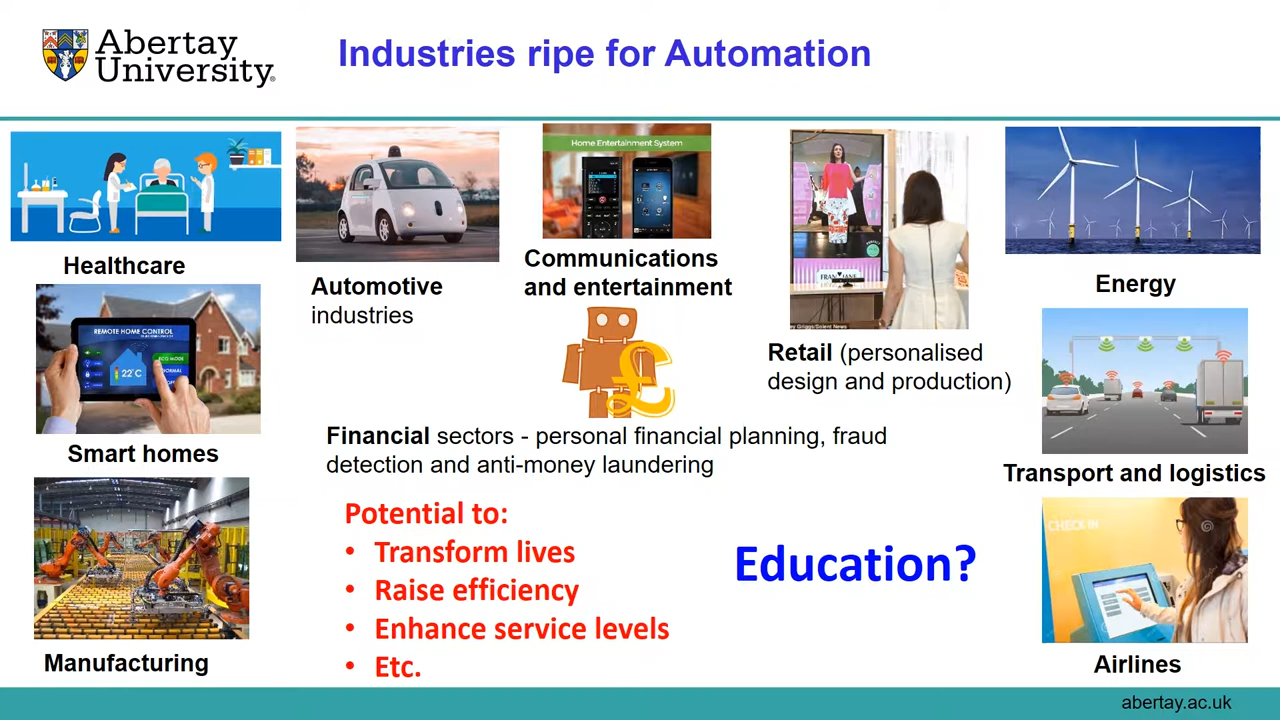 Abertay
University
Industries ripe for Automation
Healthcare
Automotive
industries
Home Entertainment System
Communications
and entertainment
Retail (personalised
design and production)
Energy
REMOTE HOME CONTROL
ECO MODE
22°C
Smart homes
Financial sectors - personal financial planning, fraud
detection and anti-money laundering
Transport and logistics
Manufacturing
Potential to:
• Transform lives
• Raise efficiency
• Enhance service levels
• Etc.
Education?
CHECK IN
Airlines
abertay.ac.uk